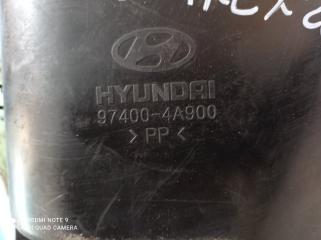 HYUNDAI
97400-4A900
>PP<
REDMI NOTE 9
AI QUAD CAMERA